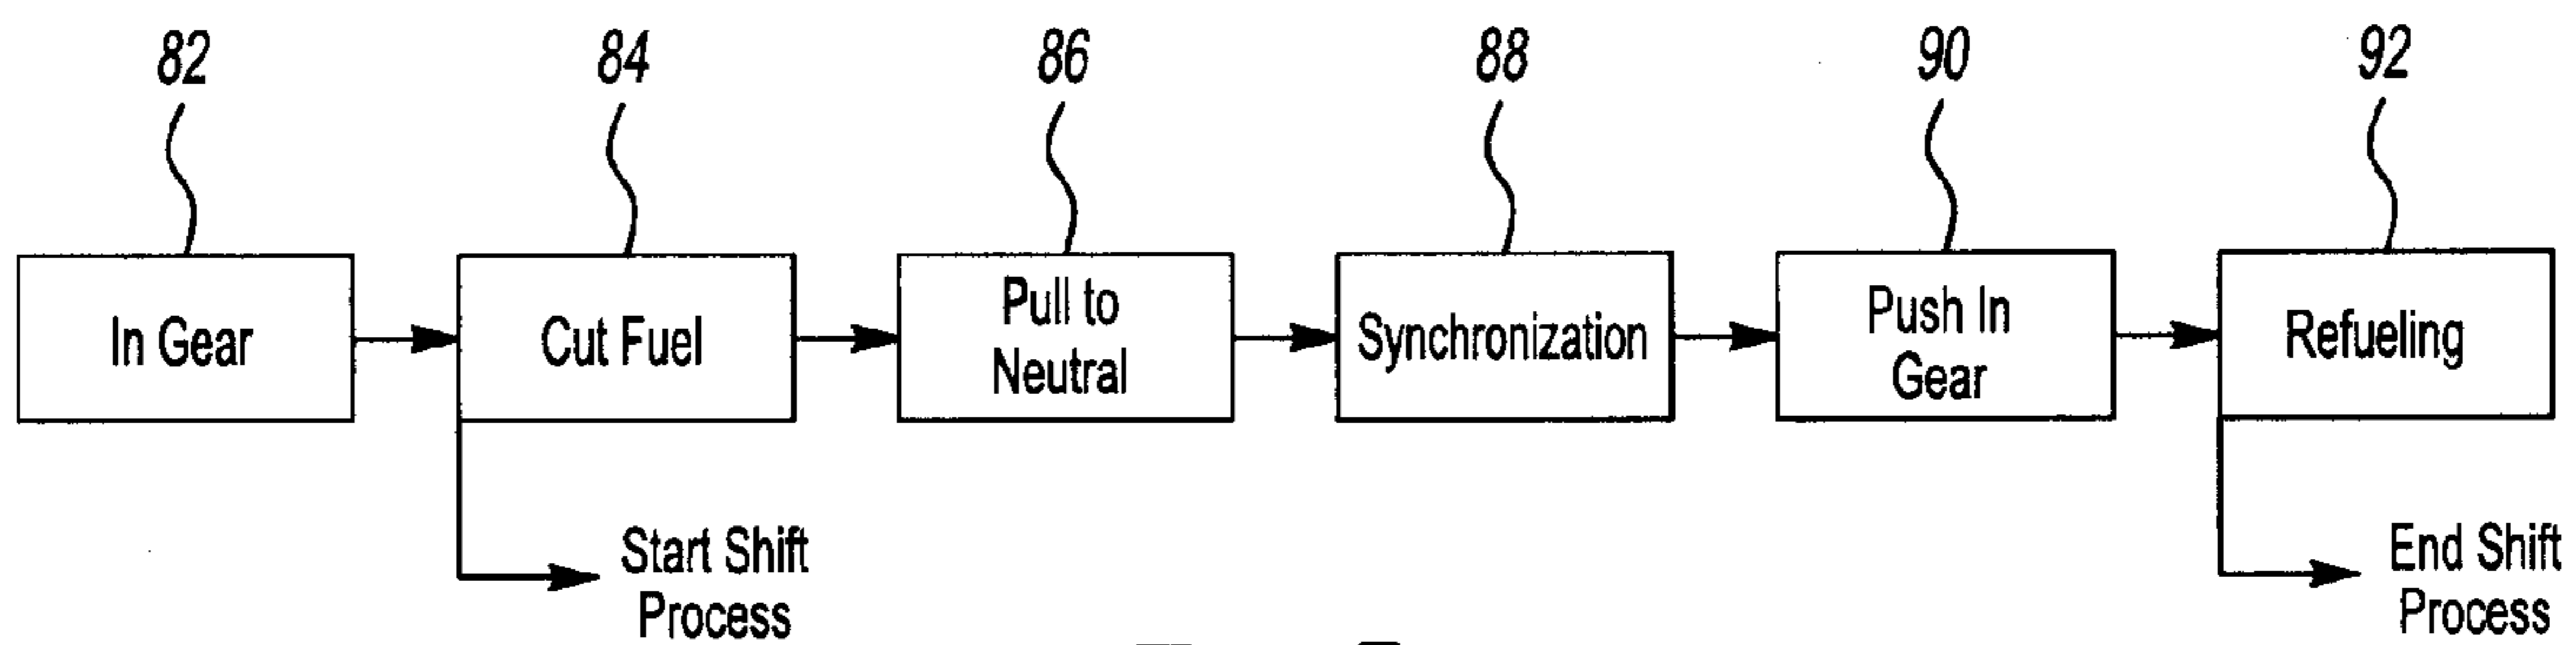 82
84
86
88
90
92
In Gear
Cut Fuel
Pull to
Neutral
Synchronization
Push In
Gear
Refueling
Start Shift
Process
End Shift
Process